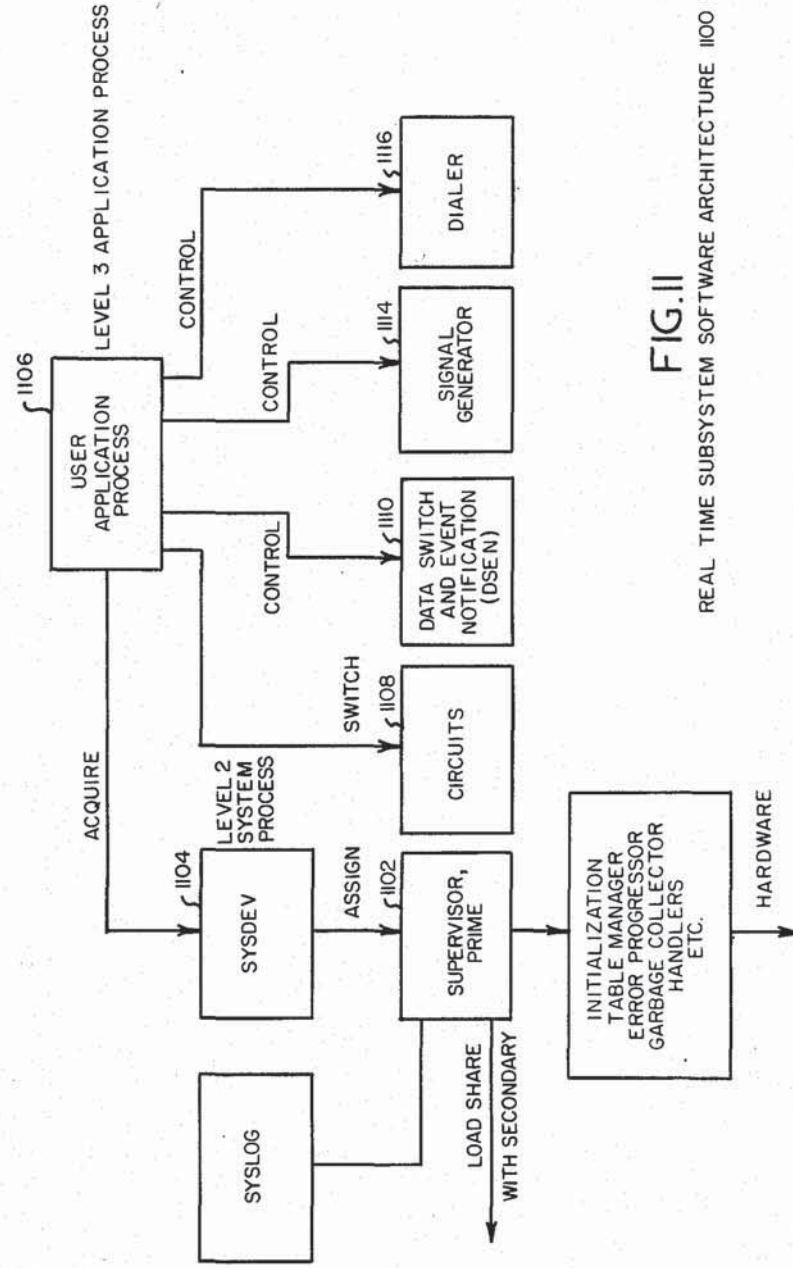 1106
USER
APPLICATION
PROCESS
LEVEL 3 APPLICATION PROCESS
ACQUIRE
CONTROL
CONTROL
CONTROL
SWITCH
1104
LEVEL 2
SYSTEM
PROCESS
SYSLOG
SYSDEV
ASSIGN
1102
SUPERVISOR,
PRIME
1108
CIRCUITS
1110
DATA SWITCH
AND EVENT
NOTIFICATION
(DSEN)
1114
SIGNAL
GENERATOR
1116
DIALER
LOAD SHARE
WITH SECONDARY
INITIALIZATION
TABLE MANAGER
ERROR PROGRESSOR
GARBAGE COLLECTOR
HANDLERS
ETC.
HARDWARE
FIG.11
REAL TIME SUBSYSTEM SOFTWARE ARCHITECTURE 1100